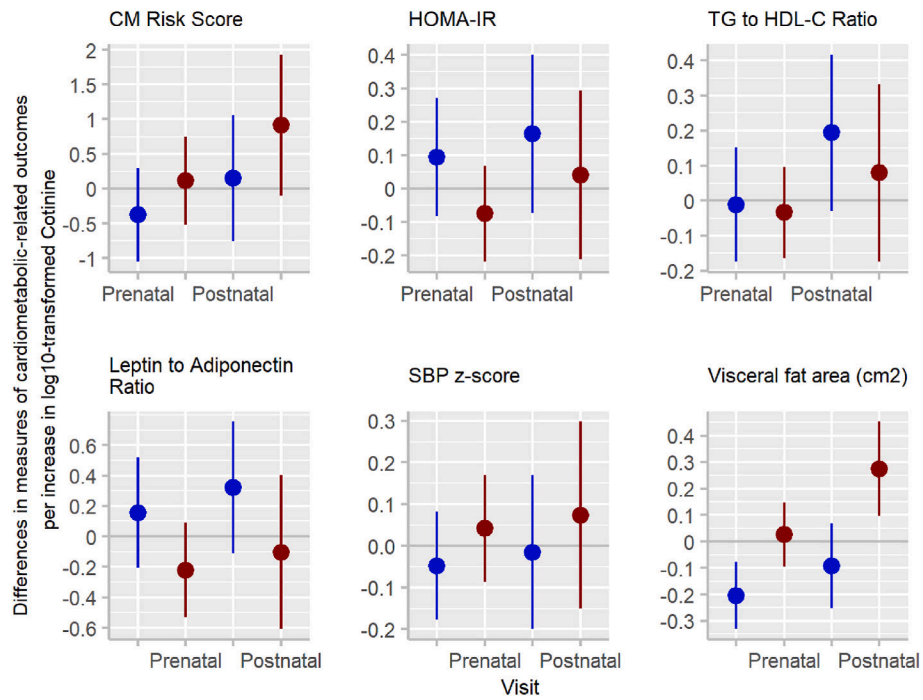 CM Risk Score
HOMA-IR
TG to HDL-C Ratio
2
1.5
1
0.5
0
-0.5
-1
0.4
0.3
0.2
0.1
0
-0.1
-0.2
0.4
0.3
0.2
0.1
0
-0.1
-0.2
Prenatal Postnatal
Prenatal Postnatal
Prenatal Postnatal
Differences in measures of cardiometabolic-related outcomes
per increase in log10-transformed Cotinine
Leptin to Adiponectin
Ratio
SBP z-score
Visceral fat area (cm2)
0.6
0.4
0.2
0
-0.2
-0.4
-0.6
0.3
0.2
0.1
0.0
-0.1
-0.2
0.4
0.3
0.2
0.1
0
-0.1
-0.2
-0.3
Prenatal Postnatal
Prenatal Postnatal
Prenatal Postnatal
Visit